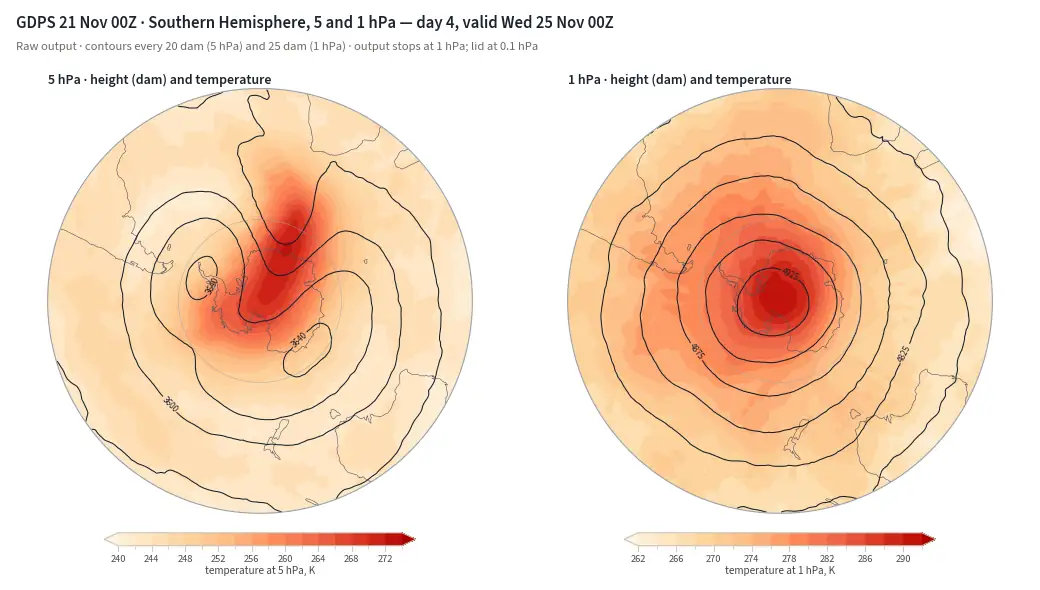 GDPS 21 Nov 00Z · Southern Hemisphere, 5 and 1 hPa — day 4, valid Wed 25 Nov 00Z
Raw output · contours every 20 dam (5 hPa) and 25 dam (1 hPa) · output stops at 1 hPa; lid at 0.1 hPa
5 hPa · height (dam) and temperature
1 hPa · height (dam) and temperature
3640
3600
4925
4875
4825
240 244 248 252 256 260 264 268 272
temperature at 5 hPa, K
262 266 270 274 278 282 286 290
temperature at 1 hPa, K